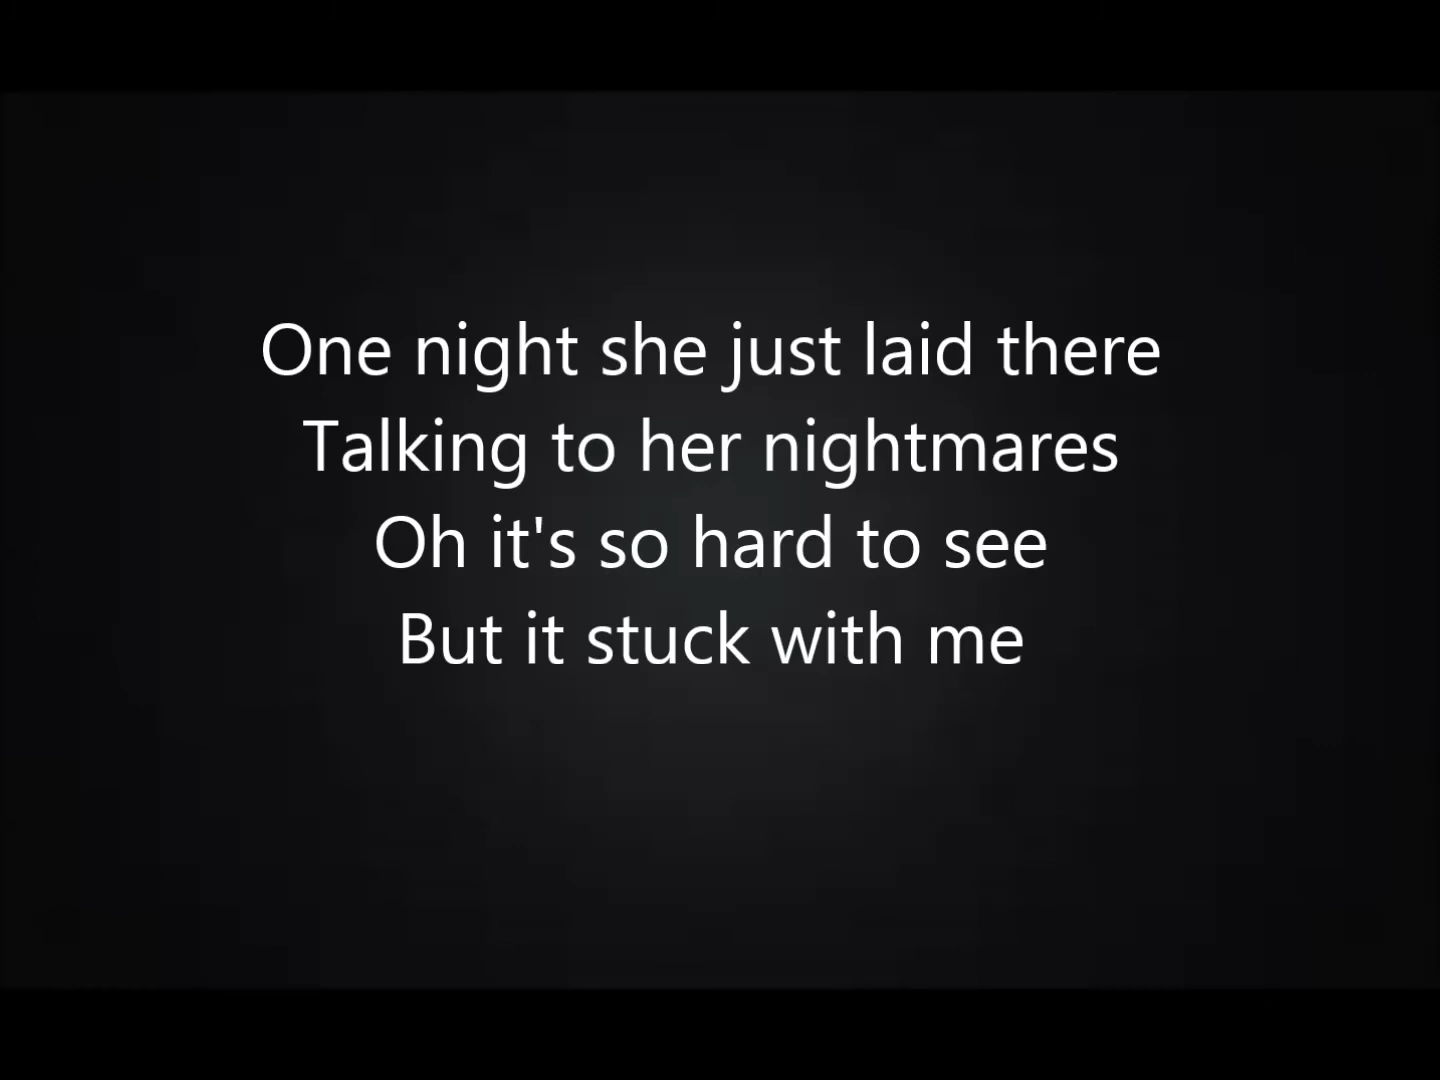 One night she just laid there
Talking to her nightmares
Oh it's so hard to see
But it stuck with me